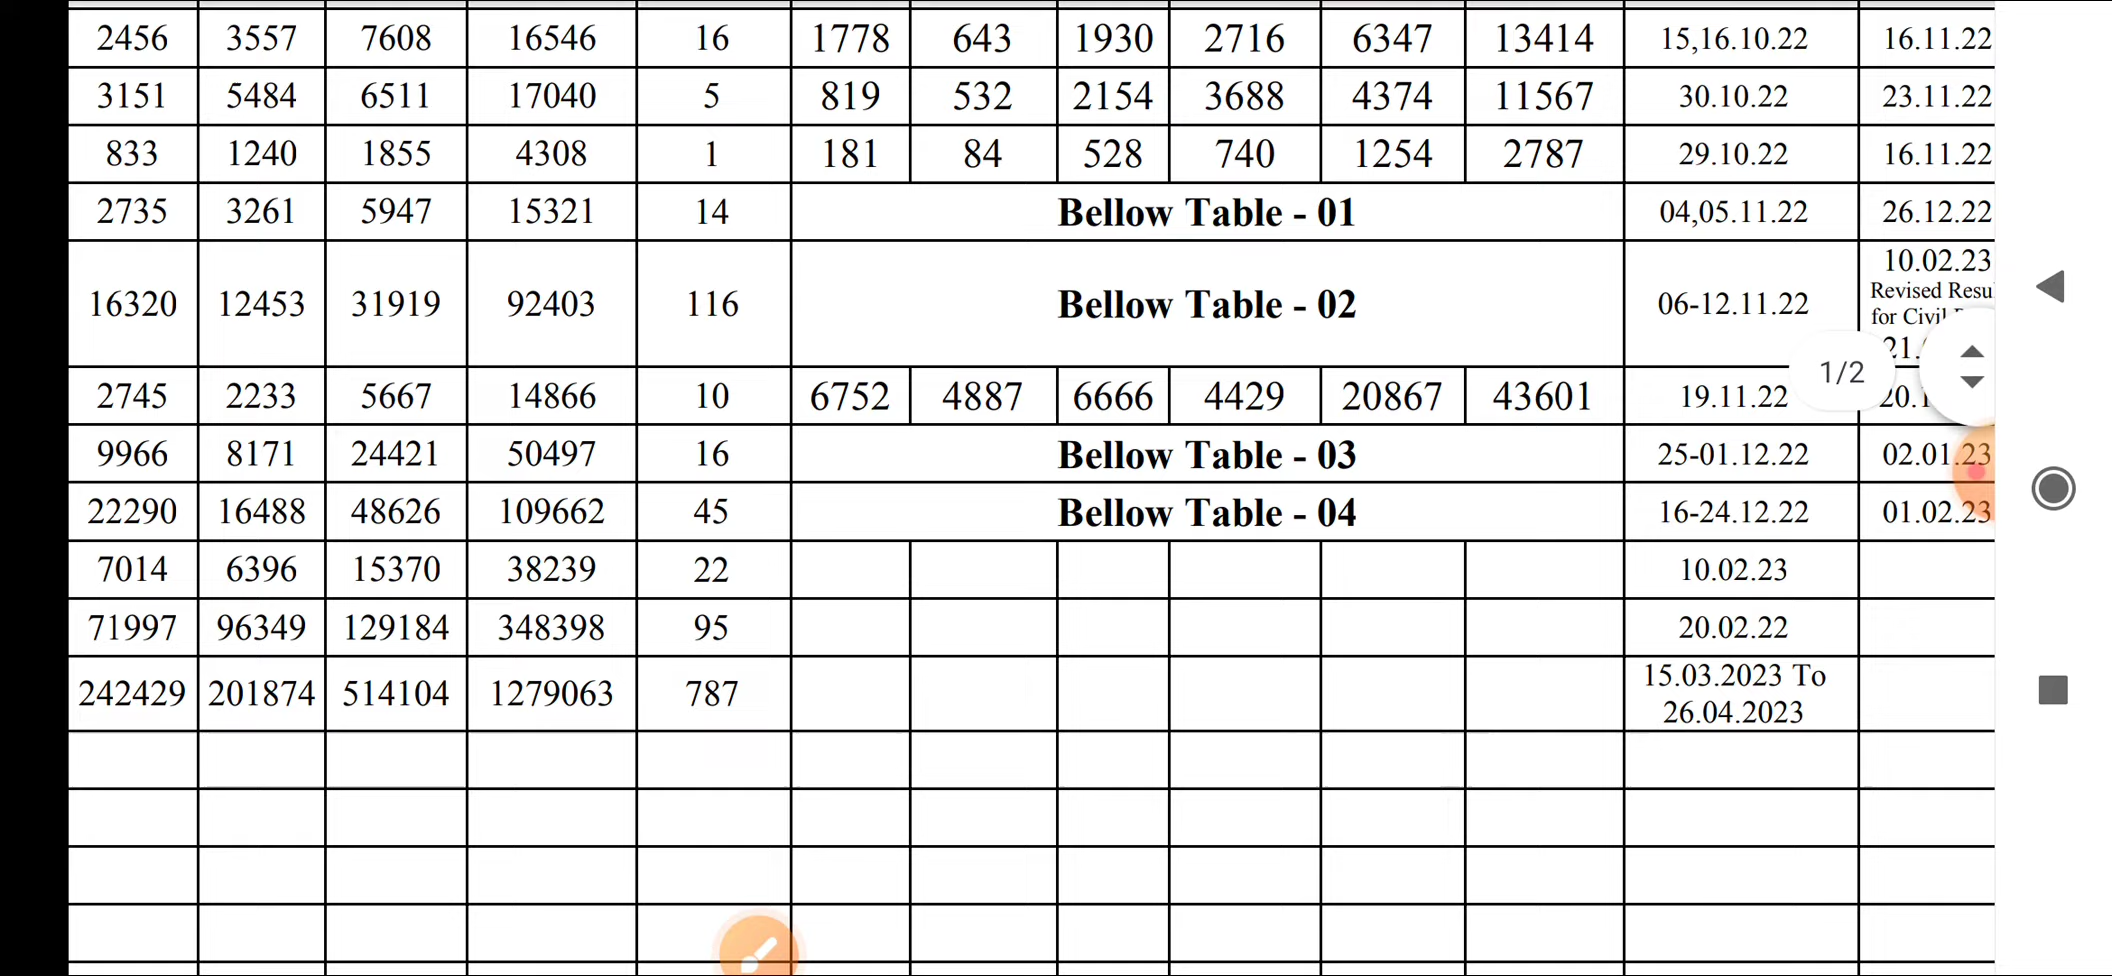 2456 3557 7608 16546 16 1778 643 1930 2716 6347 13414 15,16.10.22 16.11.22
3151 5484 6511 17040 5 819 532 2154 3688 4374 11567 30.10.22 23.11.22
833 1240 1855 4308 1 181 84 528 740 1254 2787 29.10.22 16.11.22
2735 3261 5947 15321 14 Bellow Table - 01 04,05.11.22 26.12.22
16320 12453 31919 92403 116 Bellow Table - 02 06-12.11.22 10.02.23
Revised Resu
for Civil
21.
1/2
2745 2233 5667 14866 10 6752 4887 6666 4429 20867 43601 19.11.22 20.1
9966 8171 24421 50497 16 Bellow Table - 03 25-01.12.22 02.01.23
22290 16488 48626 109662 45 Bellow Table - 04 16-24.12.22 01.02.23
7014 6396 15370 38239 22 10.02.23
71997 96349 129184 348398 95 20.02.22
242429 201874 514104 1279063 787 15.03.2023 To
26.04.2023